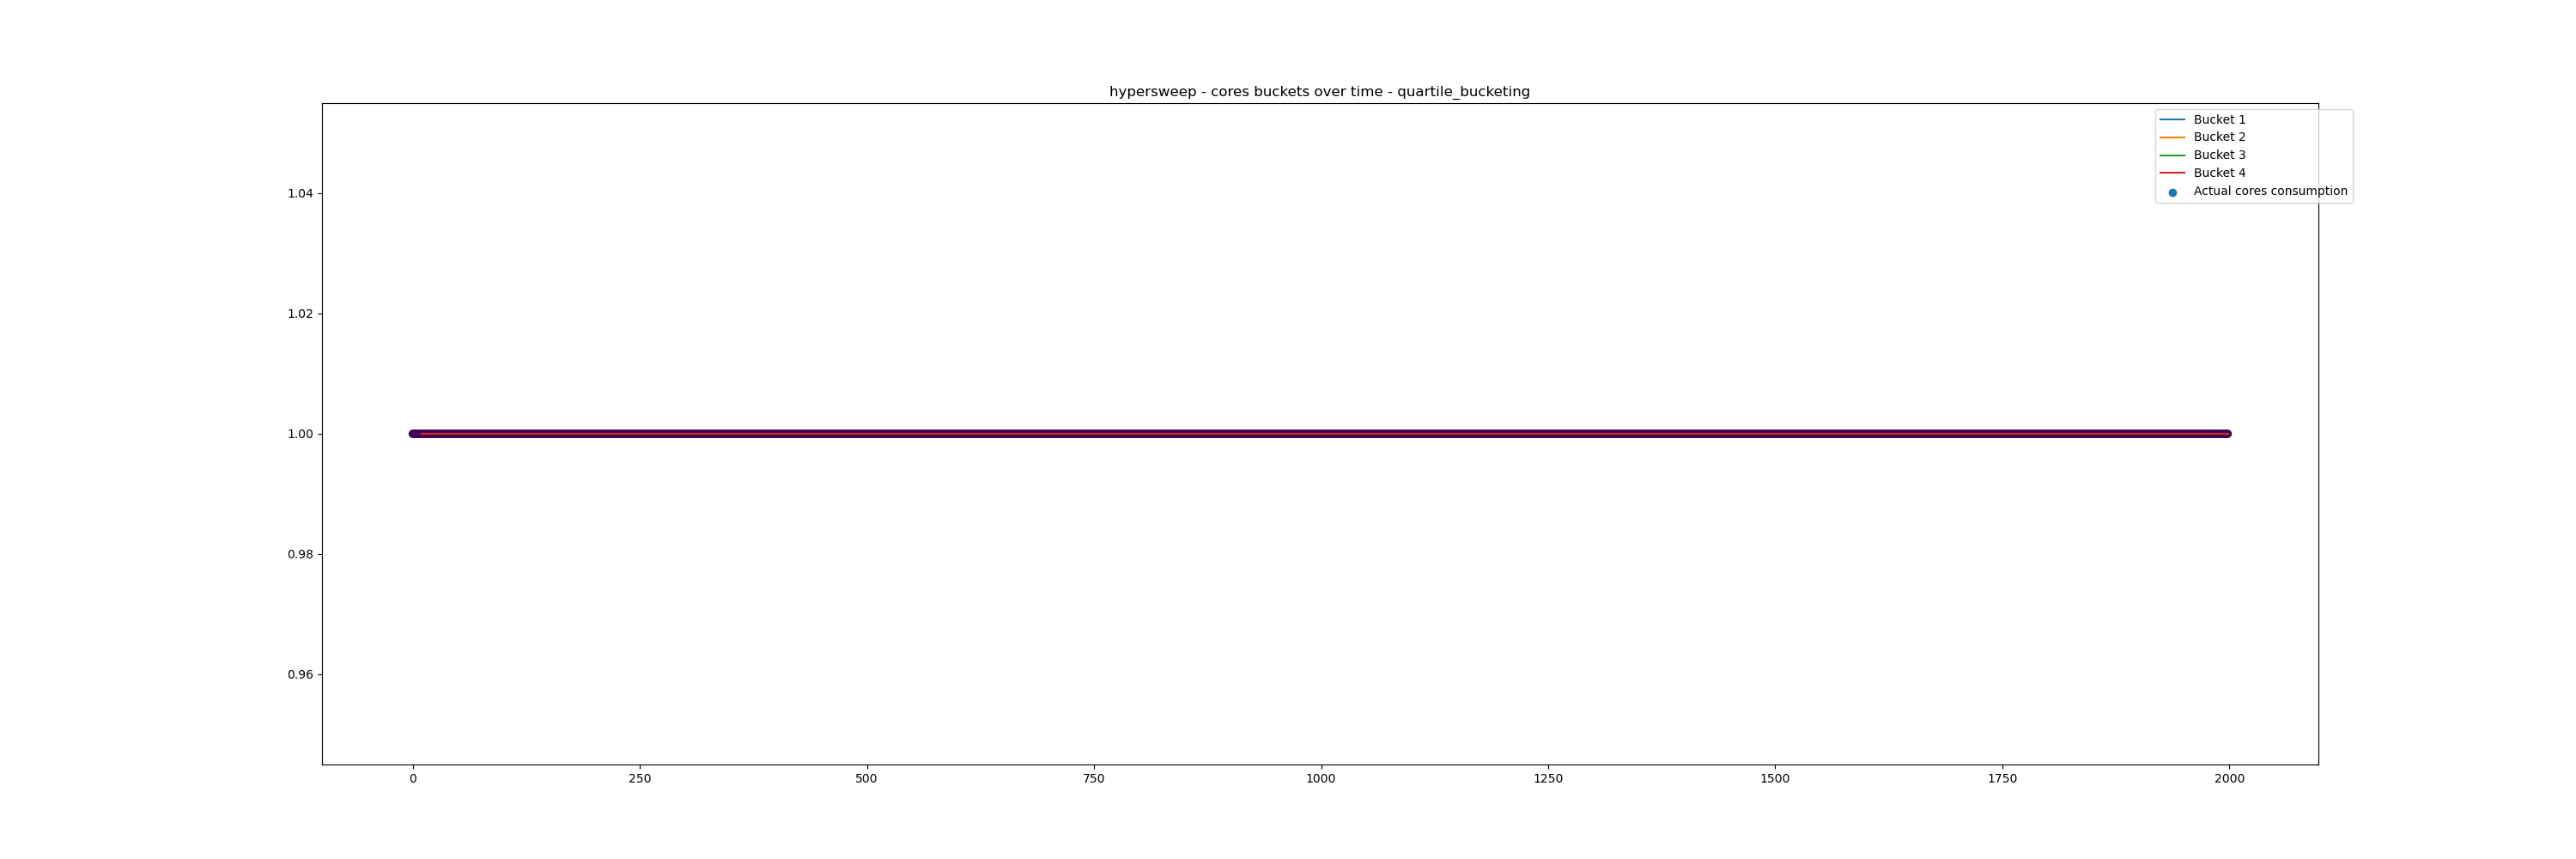 hypersweep - cores buckets over time - quartile_bucketing
Bucket 1
Bucket 2
Bucket 3
Bucket 4
Actual cores consumption
1.04
1.02
1.00
0.98
0.96
0 250 500 750 1000 1250 1500 1750 2000